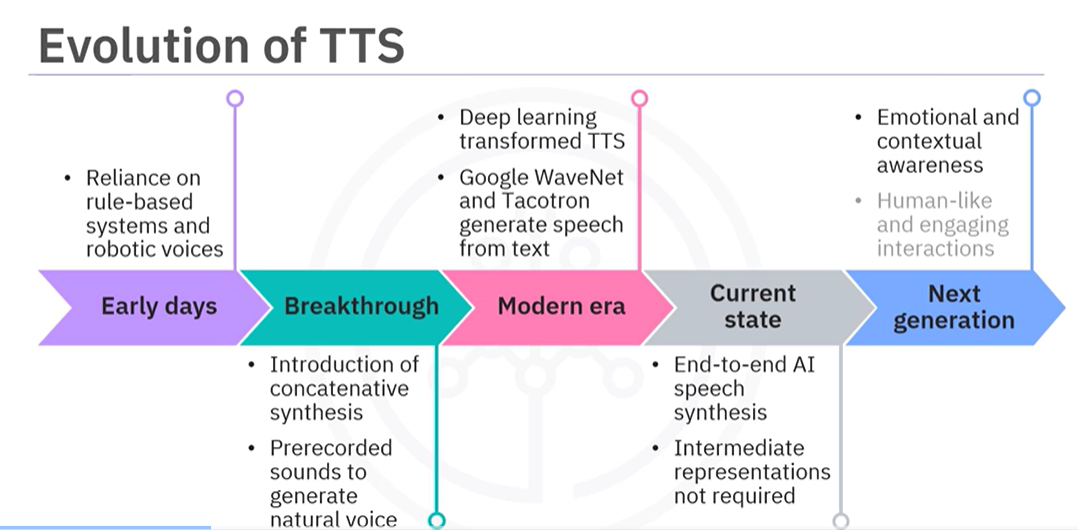 Evolution of TTS
• Reliance on
rule-based
systems and
robotic voices
Early days
Breakthrough
• Introduction of
concatenative
synthesis
• Prerecorded
sounds to
generate
natural voice
• Deep learning
transformed TTS
• Google WaveNet
and Tacotron
generate speech
from text
Modern era
Current
state
• End-to-end AI
speech
synthesis
• Intermediate
representations
not required
• Emotional and
contextual
awareness
• Human-like
and engaging
interactions
Next
generation